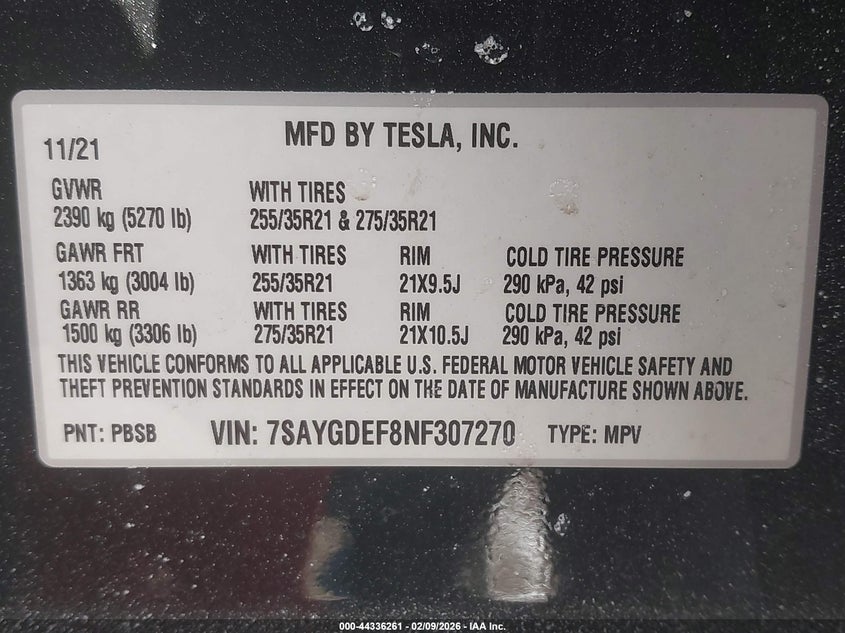 MFD BY TESLA, INC.
11/21
GVWR WITH TIRES
2390 kg (5270 lb) 255/35R21 & 275/35R21
GAWR FRT WITH TIRES RIM COLD TIRE PRESSURE
1363 kg (3004 lb) 255/35R21 21X9.5J 290 kPa, 42 psi
GAWR RR WITH TIRES RIM COLD TIRE PRESSURE
1500 kg (3306 lb) 275/35R21 21X10.5J 290 kPa, 42 psi
THIS VEHICLE CONFORMS TO ALL APPLICABLE U.S. FEDERAL MOTOR VEHICLE SAFETY AND
THEFT PREVENTION STANDARDS IN EFFECT ON THE DATE OF MANUFACTURE SHOWN ABOVE.
PNT: PBSB VIN: 7SAYGDEF8NF307270 TYPE: MPV
000-44336261 - 02/09/2026 - IAA Inc.